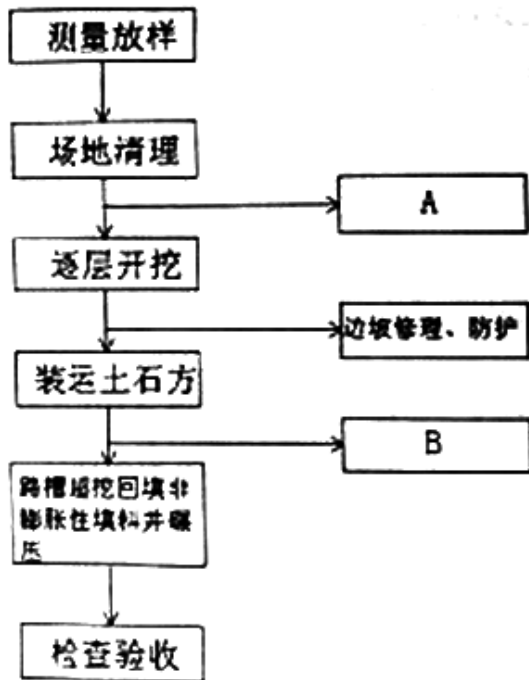 测量放样
场地清理
A
逐层开挖
边坡修理、防护
装运土石方
B
路槽超挖回填非
膨胀性填料并碾
压
检查验收